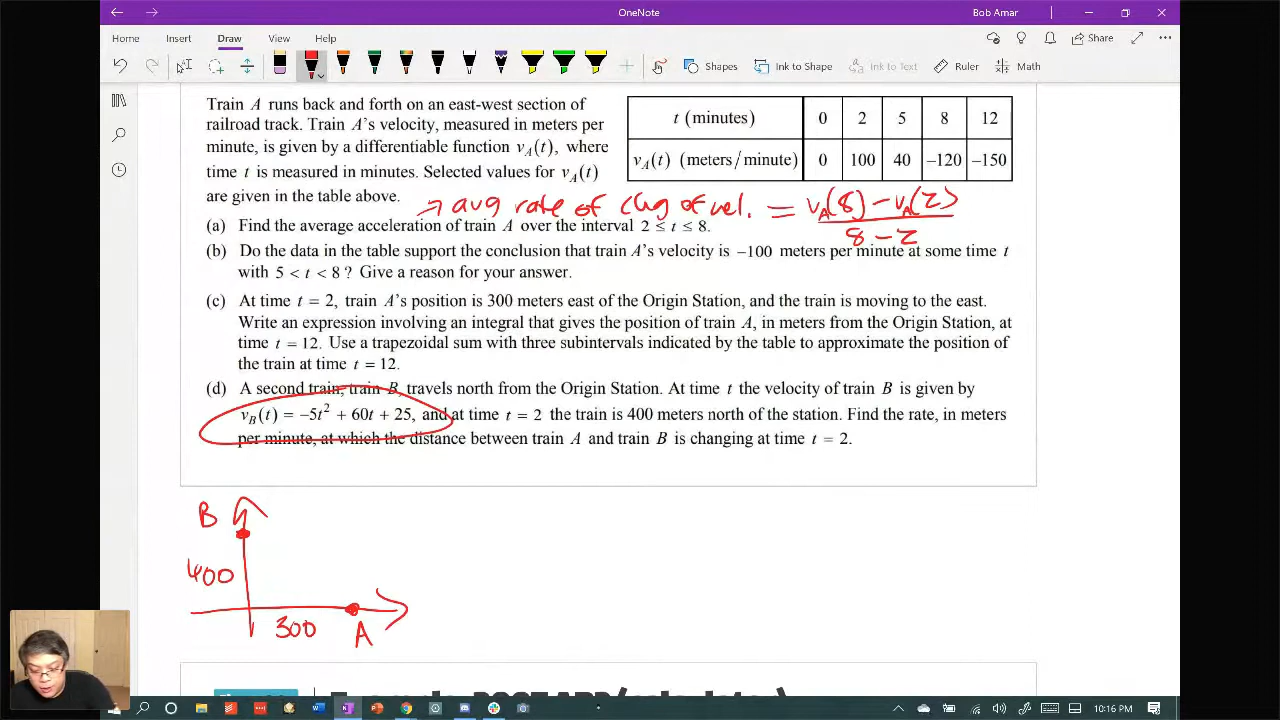 OneNote
Bob Amar
Home Insert Draw View Help
Share
Shapes Ink to Shape Ink to Text Ruler Math
Train A runs back and forth on an east-west section of
railroad track. Train A's velocity, measured in meters per
minute, is given by a differentiable function v_A(t), where
time t is measured in minutes. Selected values for v_A(t)
are given in the table above.
t (minutes) 0 2 5 8 12
v_A(t) (meters/minute) 0 100 40 −120 −150
→ avg rate of chg of vel. = v_A(8) − v_A(2)
8 − 2
(a) Find the average acceleration of train A over the interval 2 ≤ t ≤ 8.
(b) Do the data in the table support the conclusion that train A's velocity is −100 meters per minute at some time t
with 5 < t < 8 ? Give a reason for your answer.
(c) At time t = 2, train A's position is 300 meters east of the Origin Station, and the train is moving to the east.
Write an expression involving an integral that gives the position of train A, in meters from the Origin Station, at
time t = 12. Use a trapezoidal sum with three subintervals indicated by the table to approximate the position of
the train at time t = 12.
(d) A second train, train B, travels north from the Origin Station. At time t the velocity of train B is given by
v_B(t) = −5t² + 60t + 25, and at time t = 2 the train is 400 meters north of the station. Find the rate, in meters
per minute, at which the distance between train A and train B is changing at time t = 2.
B
400
300
A
10:16 PM